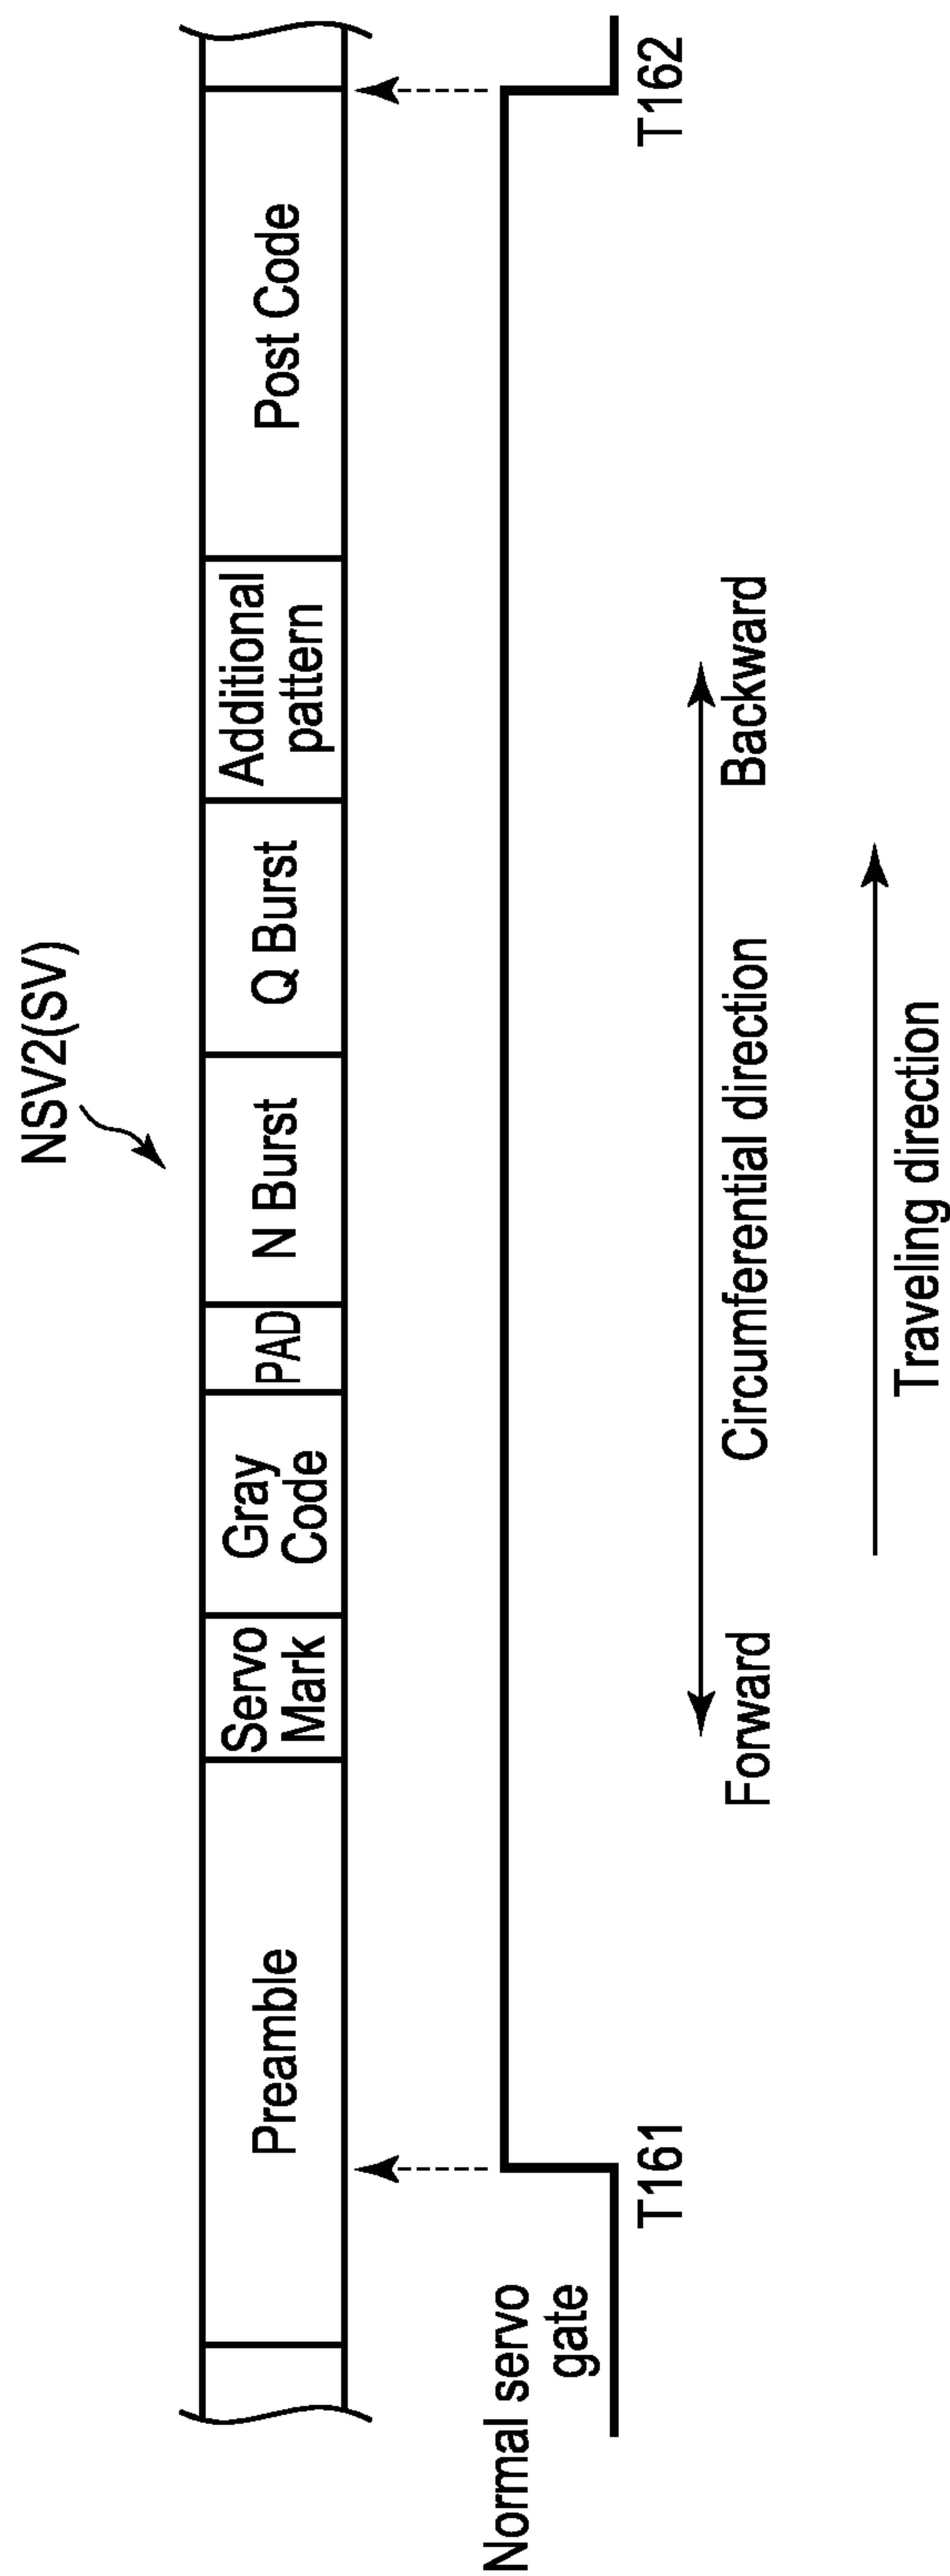 NSV2(SV)
Preamble
Servo
Mark
Gray
Code
PAD
N Burst
Q Burst
Additional
pattern
Post Code
Normal servo
gate
T161
T162
Forward
Circumferential direction
Backward
Traveling direction